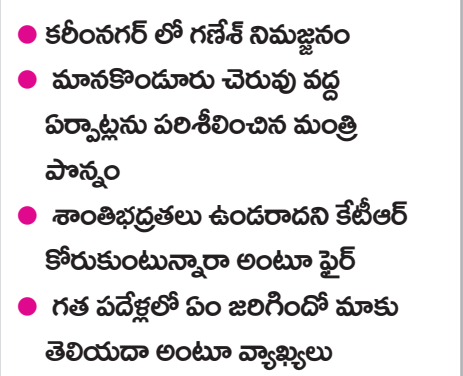 ● కరీంనగర్ లో గణేశ్ నిమజ్జనం
● మానకొండూరు చెరువు వద్ద
ఏర్పాట్లను పరిశీలించిన మంత్రి
పొన్నం
● శాంతిభద్రతలు ఉండరాదని కేటీఆర్
కోరుకుంటున్నారా అంటూ ఫైర్
● గత పదేళ్లలో ఏం జరిగిందో మాకు
తెలియదా అంటూ వ్యాఖ్యలు